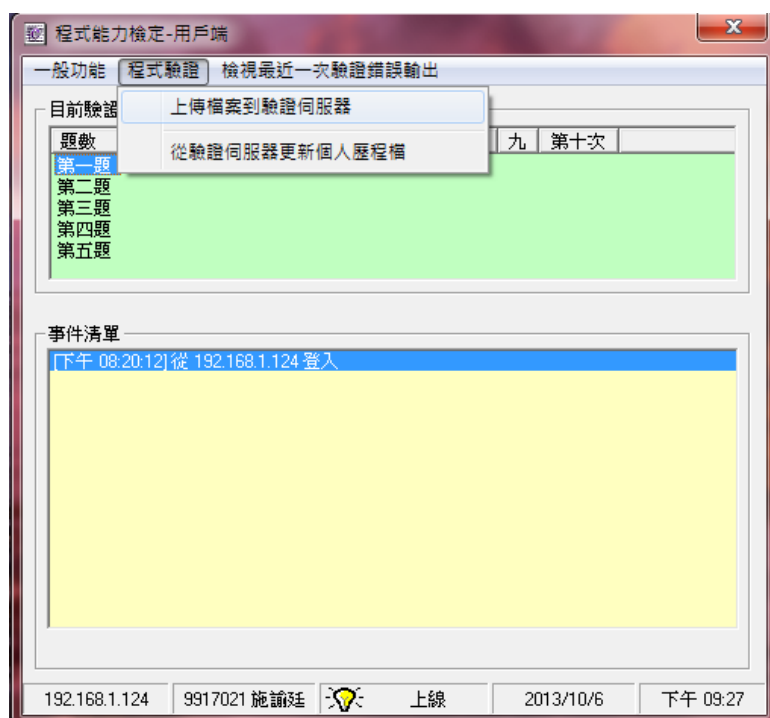 程式能力檢定-用戶端
一般功能 程式驗證 檢視最近一次驗證錯誤輸出
上傳檔案到驗證伺服器
從驗證伺服器更新個人歷程檔
目前驗證
題數 九 第十次
第一題
第二題
第三題
第四題
第五題
事件清單
[下午 08:20:12] 從 192.168.1.124 登入
192.168.1.124 9917021 施諭廷 上線 2013/10/6 下午 09:27